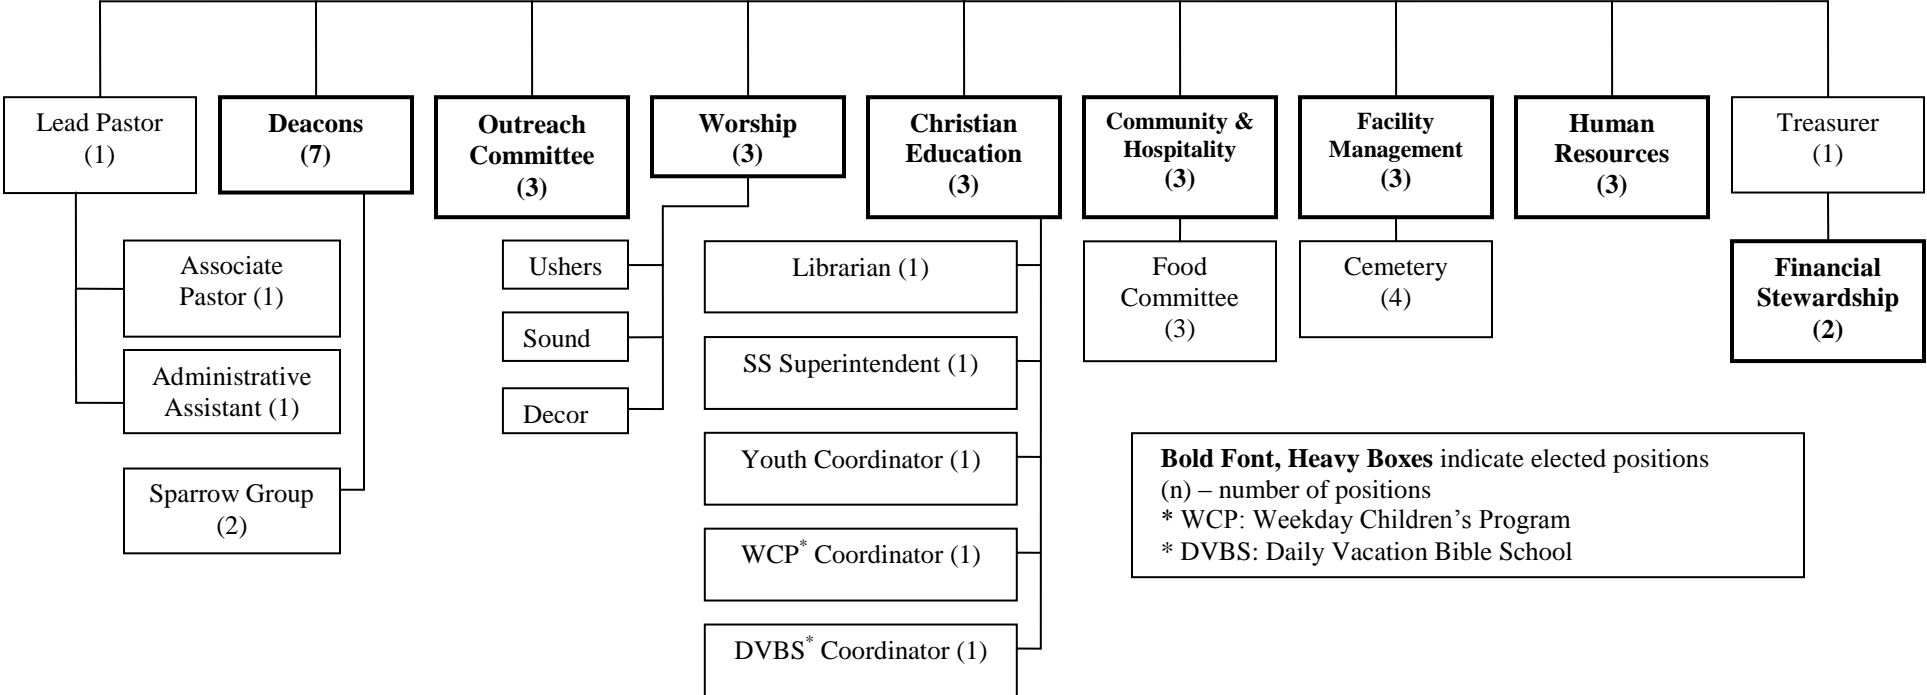 Lead Pastor
(1)
Deacons
(7)
Outreach
Committee
(3)
Worship
(3)
Christian
Education
(3)
Community &
Hospitality
(3)
Facility
Management
(3)
Human
Resources
(3)
Treasurer
(1)
Associate
Pastor (1)
Administrative
Assistant (1)
Sparrow Group
(2)
Ushers
Sound
Decor
Librarian (1)
SS Superintendent (1)
Youth Coordinator (1)
WCP* Coordinator (1)
DVBS* Coordinator (1)
Food
Committee
(3)
Cemetery
(4)
Financial
Stewardship
(2)
Bold Font, Heavy Boxes indicate elected positions
(n) – number of positions
* WCP: Weekday Children’s Program
* DVBS: Daily Vacation Bible School